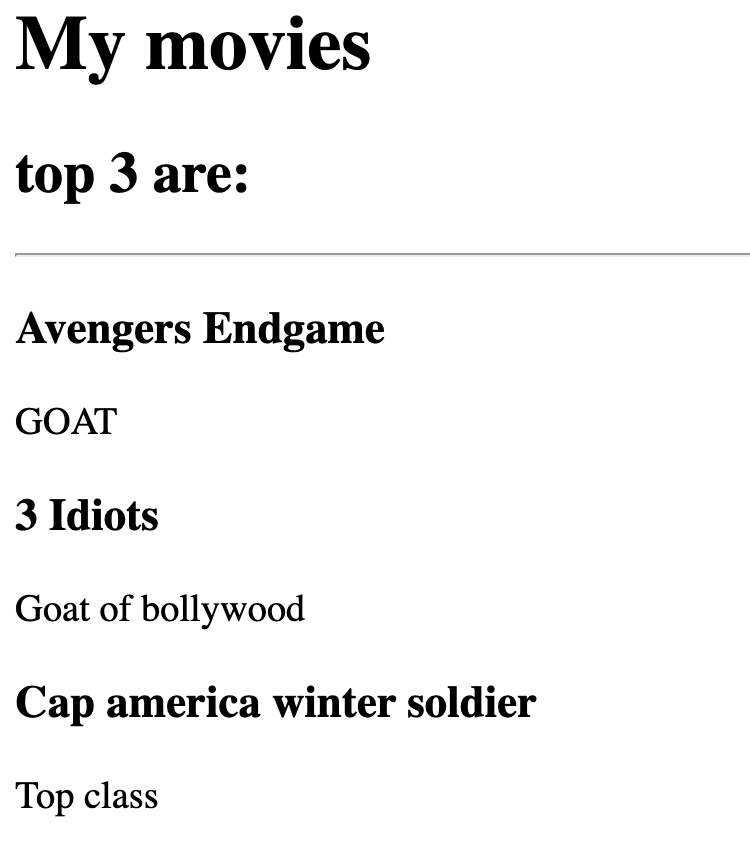 My movies
top 3 are:
Avengers Endgame
GOAT
3 Idiots
Goat of bollywood
Cap america winter soldier
Top class